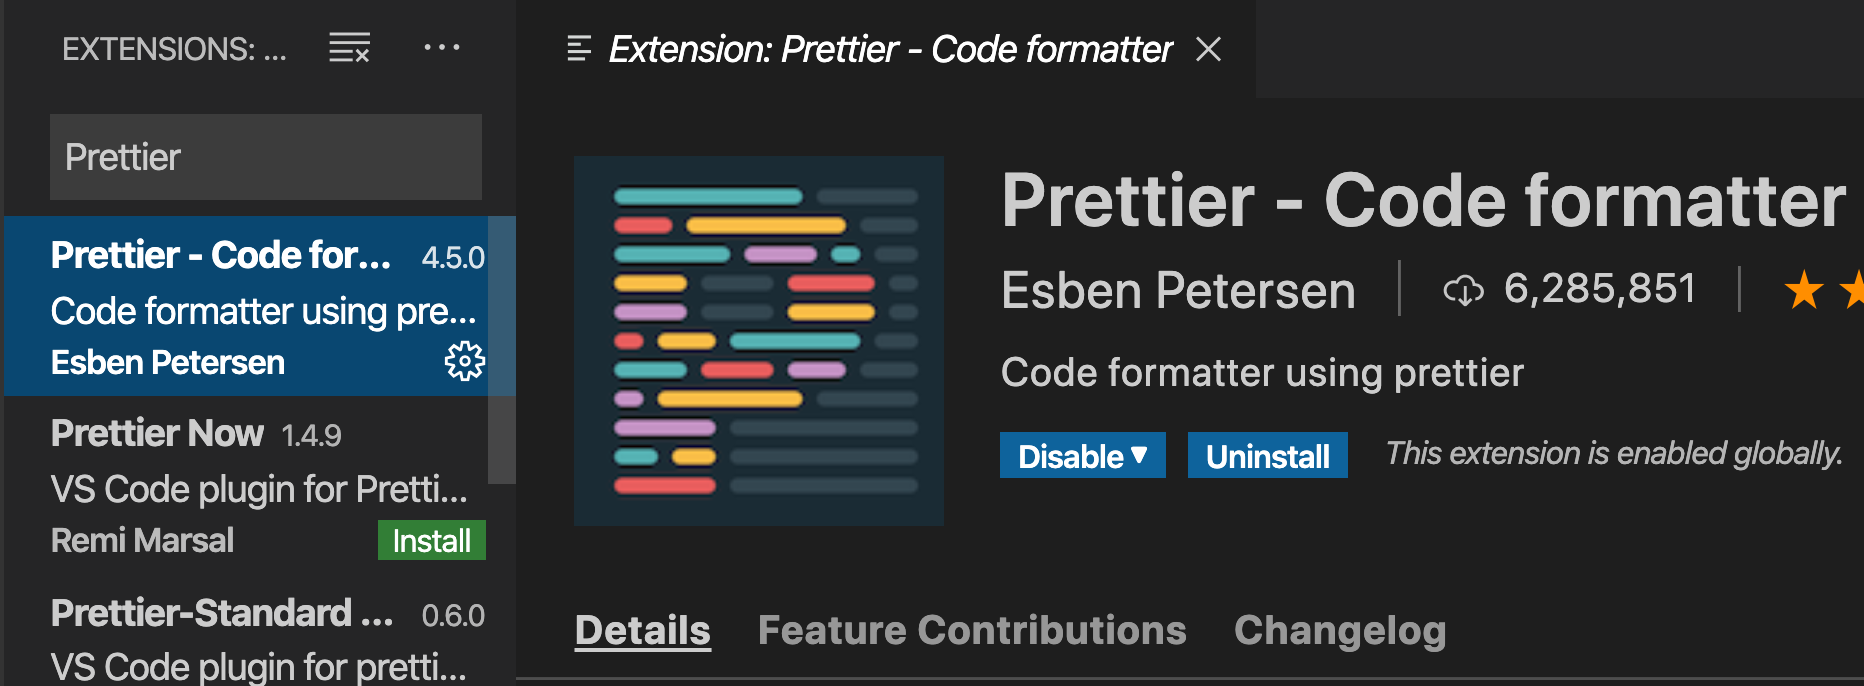 EXTENSIONS: ...
Prettier
Prettier - Code for... 4.5.0
Code formatter using pre...
Esben Petersen
Prettier Now 1.4.9
VS Code plugin for Pretti...
Remi Marsal Install
Prettier-Standard ... 0.6.0
VS Code plugin for pretti...
Extension: Prettier - Code formatter
Prettier - Code formatter
Esben Petersen 6,285,851
Code formatter using prettier
Disable Uninstall This extension is enabled globally.
Details Feature Contributions Changelog